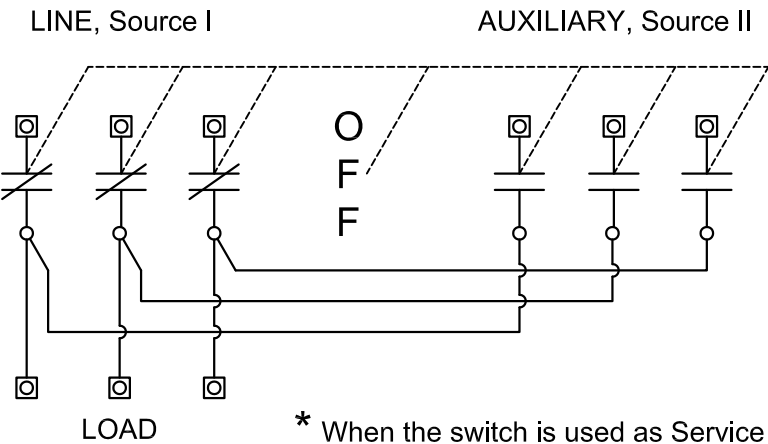 LINE, Source I
AUXILIARY, Source II
O
F
F
LOAD
* When the switch is used as Service